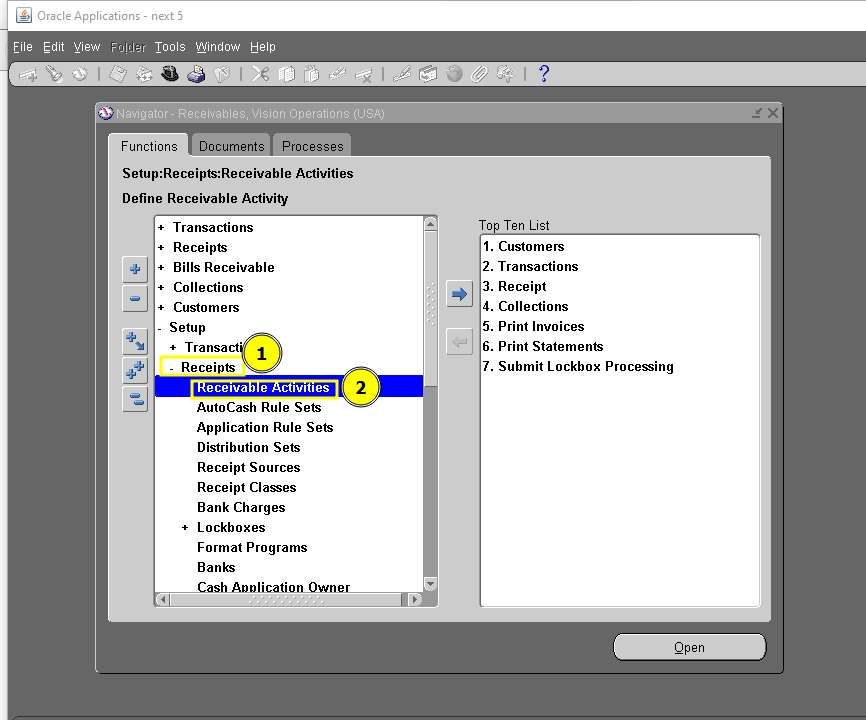 Oracle Applications - next 5
File Edit View Folder Tools Window Help
?
Navigator - Receivables, Vision Operations (USA)
Functions Documents Processes
Setup:Receipts:Receivable Activities
Define Receivable Activity
+ Transactions
+ Receipts
+ Bills Receivable
+ Collections
+ Customers
- Setup
+ Transacti
1
- Receipts
Receivable Activities
2
AutoCash Rule Sets
Application Rule Sets
Distribution Sets
Receipt Sources
Receipt Classes
Bank Charges
+ Lockboxes
Format Programs
Banks
Cash Application Owner
Top Ten List
1. Customers
2. Transactions
3. Receipt
4. Collections
5. Print Invoices
6. Print Statements
7. Submit Lockbox Processing
Open